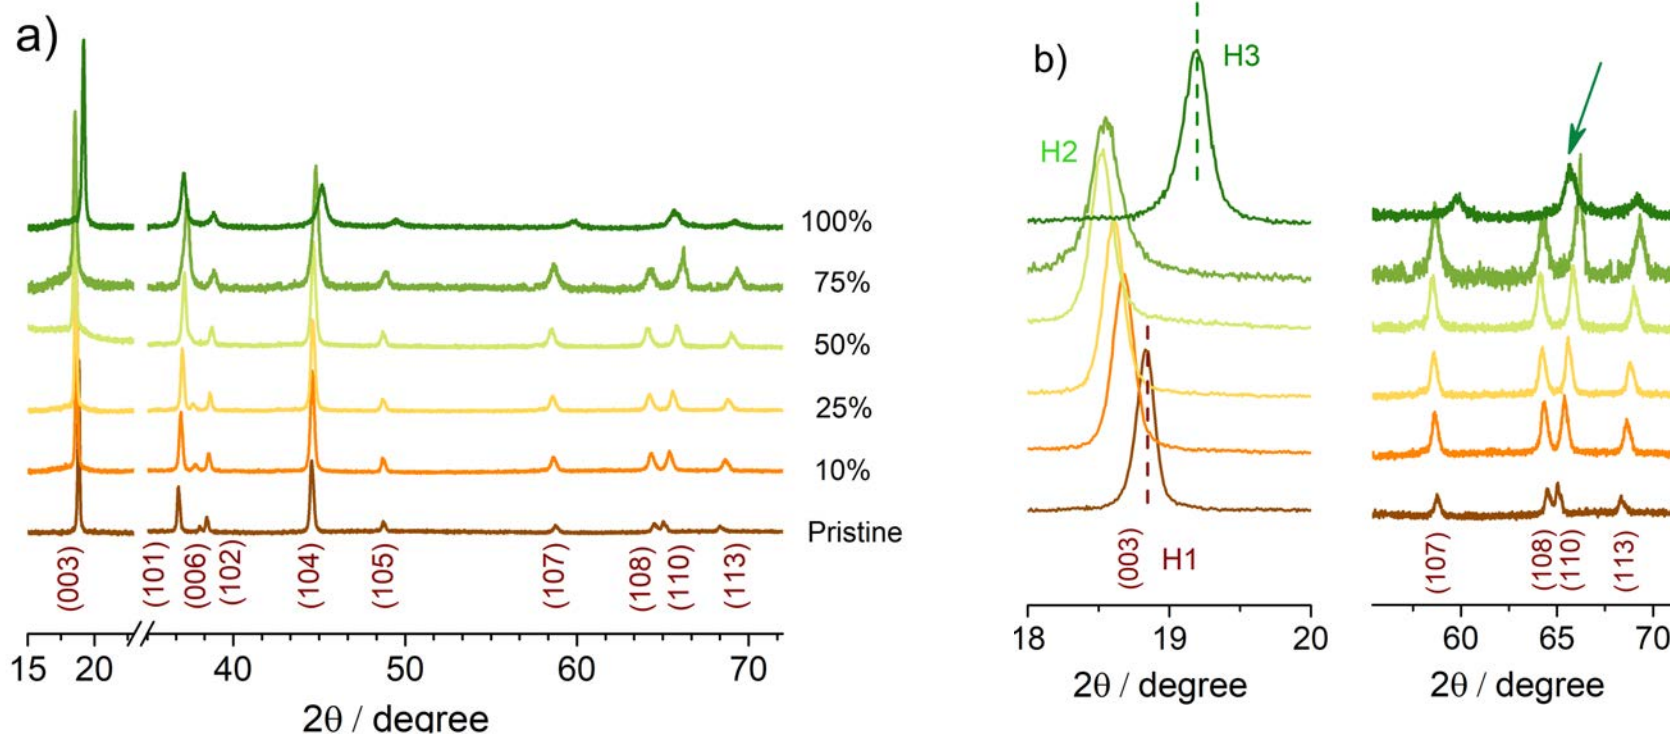 a)
100%
75%
50%
25%
10%
Pristine
(003)
(101)
(006)
(102)
(104)
(105)
(107)
(108)
(110)
(113)
15 20 40 50 60 70
2θ / degree
b)
H3
H2
(003)
H1
18 19 20
2θ / degree
(107)
(108)
(110)
(113)
60 65 70
2θ / degree